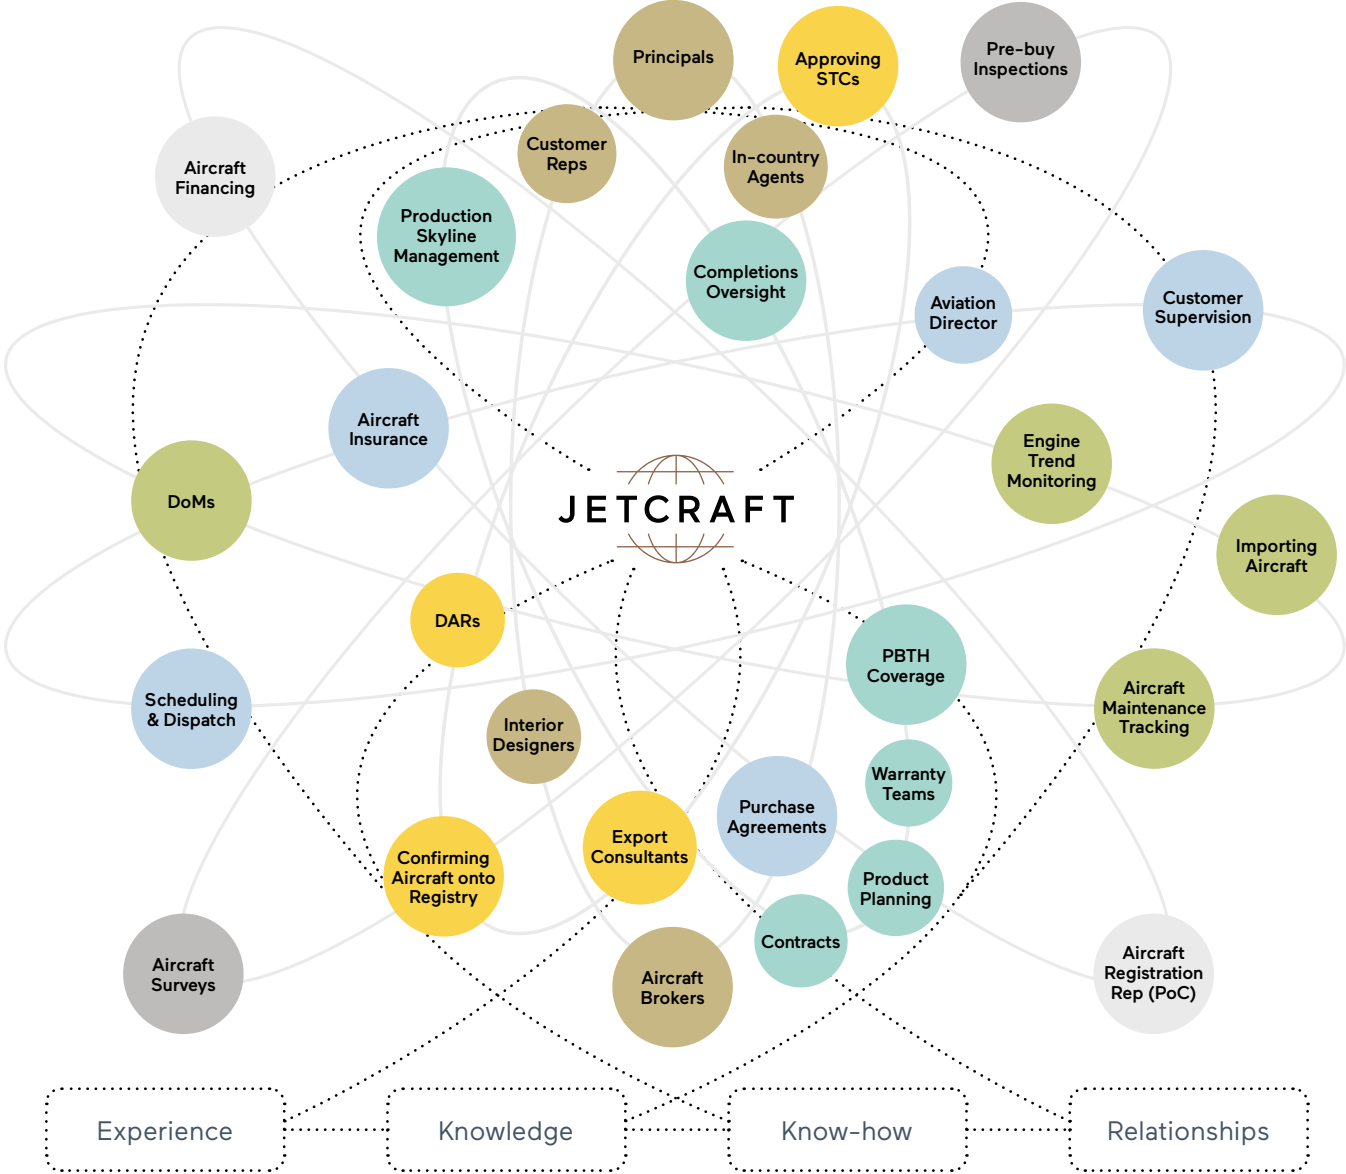 Principals
Approving
STCs
Pre-buy
Inspections
Customer
Reps
In-country
Agents
Aircraft
Financing
Production
Skyline
Management
Completions
Oversight
Aviation
Director
Customer
Supervision
Aircraft
Insurance
Engine
Trend
Monitoring
DoMs
JETCRAFT
Importing
Aircraft
DARs
PBTH
Coverage
Scheduling
& Dispatch
Interior
Designers
Aircraft
Maintenance
Tracking
Warranty
Teams
Purchase
Agreements
Export
Consultants
Confirming
Aircraft onto
Registry
Product
Planning
Contracts
Aircraft
Surveys
Aircraft
Brokers
Aircraft
Registration
Rep (PoC)
Experience
Knowledge
Know-how
Relationships